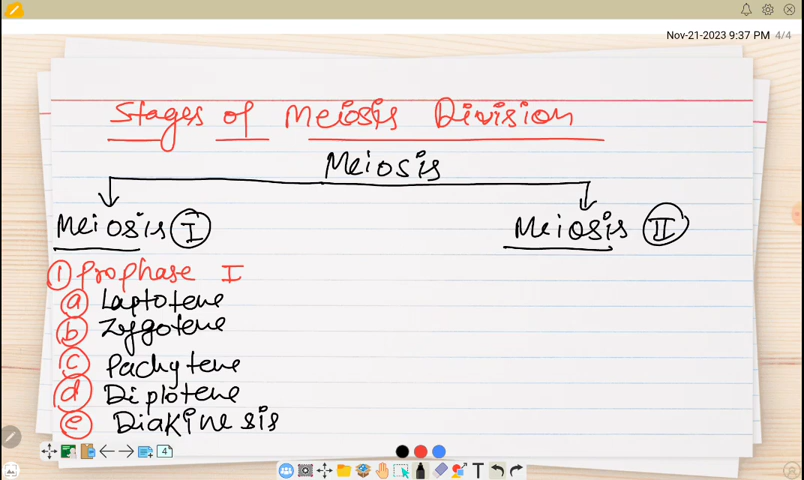 Nov-21-2023 9:37 PM 4/4
Stages of Meiosis Division
Meiosis
Meiosis I
Meiosis II
1 Prophase I
a Laptotene
b Zygotene
c Pachytene
d Diplotene
e Diakinesis
4
T